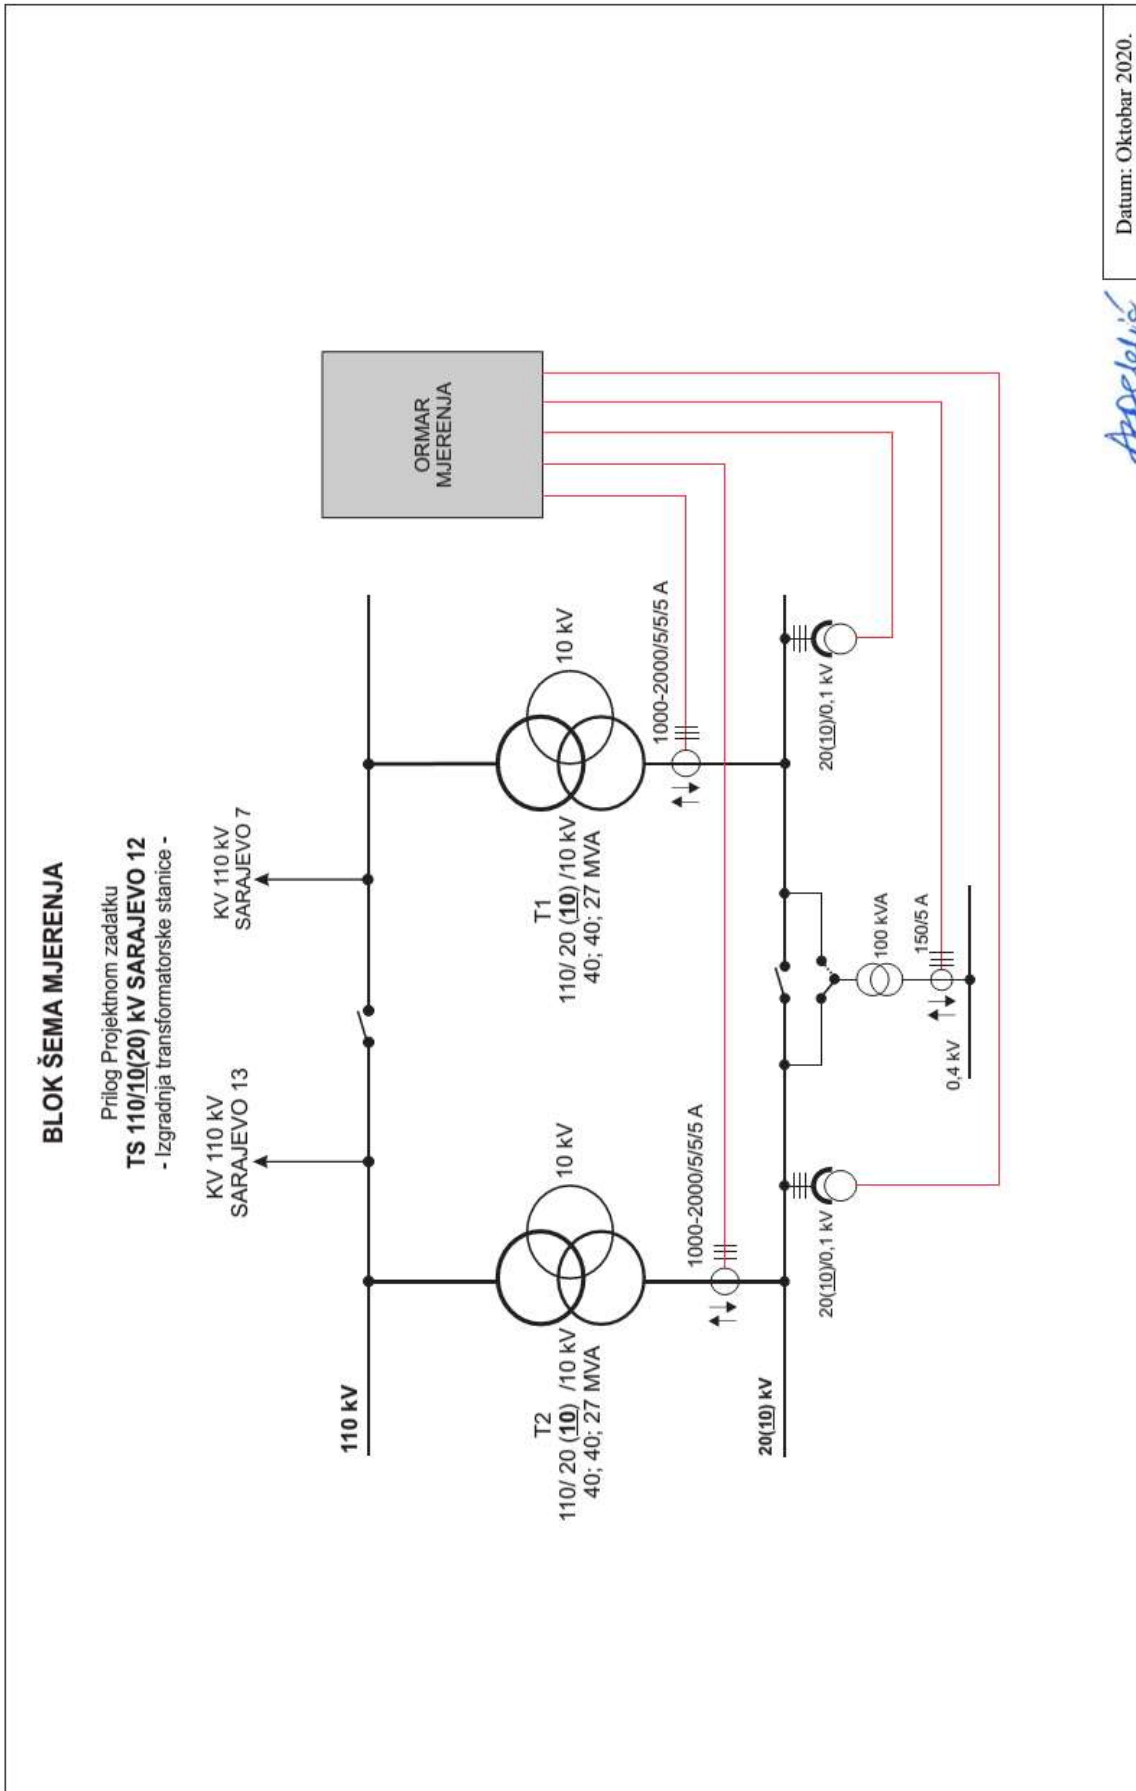 BLOK ŠEMA MJERENJA
Prilog Projektnom zadatku
TS 110/10(20) kV SARAJEVO 12
- Izgradnja transformatorske stanice -
KV 110 kV
SARAJEVO 13
KV 110 kV
SARAJEVO 7
110 kV
ORMAR
MJERENJA
T2
110/ 20 (10) /10 kV
40; 40; 27 MVA
10 kV
T1
110/ 20 (10) /10 kV
40; 40; 27 MVA
10 kV
1000-2000/5/5/5 A
1000-2000/5/5/5 A
20(10) kV
20(10)/0,1 kV
20(10)/0,1 kV
100 kVA
150/5 A
0,4 kV
Datum: Oktobar 2020.